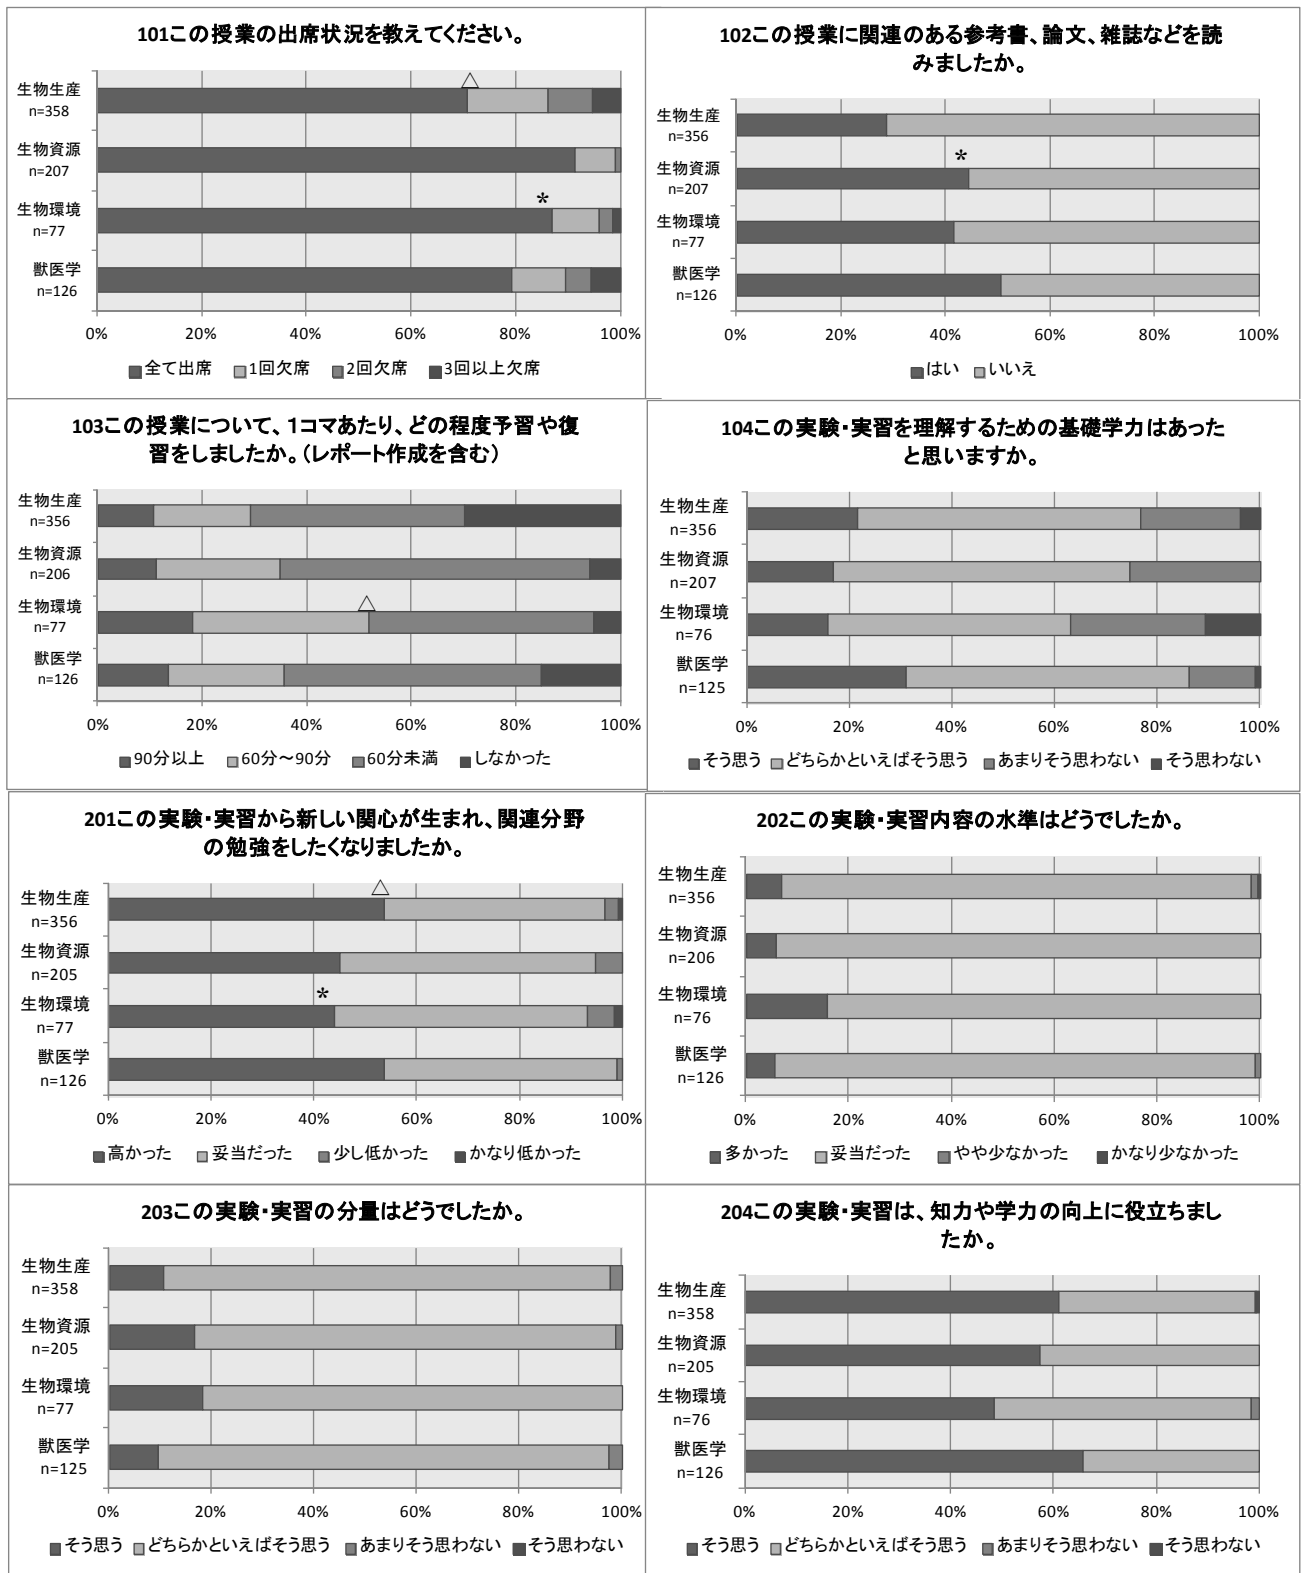 101この授業の出席状況を教えてください。
△
生物生産
n=358
生物資源
n=207
*
生物環境
n=77
獣医学
n=126
0% 20% 40% 60% 80% 100%
■全て出席 □1回欠席 ■2回欠席 ■3回以上欠席
102この授業に関連のある参考書、論文、雑誌などを読
みましたか。
生物生産
n=356
*
生物資源
n=207
生物環境
n=77
獣医学
n=126
0% 20% 40% 60% 80% 100%
■はい □いいえ
103この授業について、1コマあたり、どの程度予習や復
習をしましたか。（レポート作成を含む）
生物生産
n=356
生物資源
n=206
△
生物環境
n=77
獣医学
n=126
0% 20% 40% 60% 80% 100%
■90分以上 □60分～90分 ■60分未満 ■しなかった
104この実験・実習を理解するための基礎学力はあった
と思いますか。
生物生産
n=356
生物資源
n=207
生物環境
n=76
獣医学
n=125
0% 20% 40% 60% 80% 100%
■そう思う □どちらかといえばそう思う ■あまりそう思わない ■そう思わない
201この実験・実習から新しい関心が生まれ、関連分野
の勉強をしたくなりましたか。
△
生物生産
n=356
生物資源
n=205
*
生物環境
n=77
獣医学
n=126
0% 20% 40% 60% 80% 100%
■高かった □妥当だった ■少し低かった ■かなり低かった
202この実験・実習内容の水準はどうでしたか。
生物生産
n=356
生物資源
n=206
生物環境
n=76
獣医学
n=126
0% 20% 40% 60% 80% 100%
■多かった □妥当だった ■やや少なかった ■かなり少なかった
203この実験・実習の分量はどうでしたか。
生物生産
n=358
生物資源
n=205
生物環境
n=77
獣医学
n=125
0% 20% 40% 60% 80% 100%
■そう思う □どちらかといえばそう思う ■あまりそう思わない ■そう思わない
204この実験・実習は、知力や学力の向上に役立ちまし
たか。
生物生産
n=358
生物資源
n=205
生物環境
n=76
獣医学
n=126
0% 20% 40% 60% 80% 100%
■そう思う □どちらかといえばそう思う ■あまりそう思わない ■そう思わない